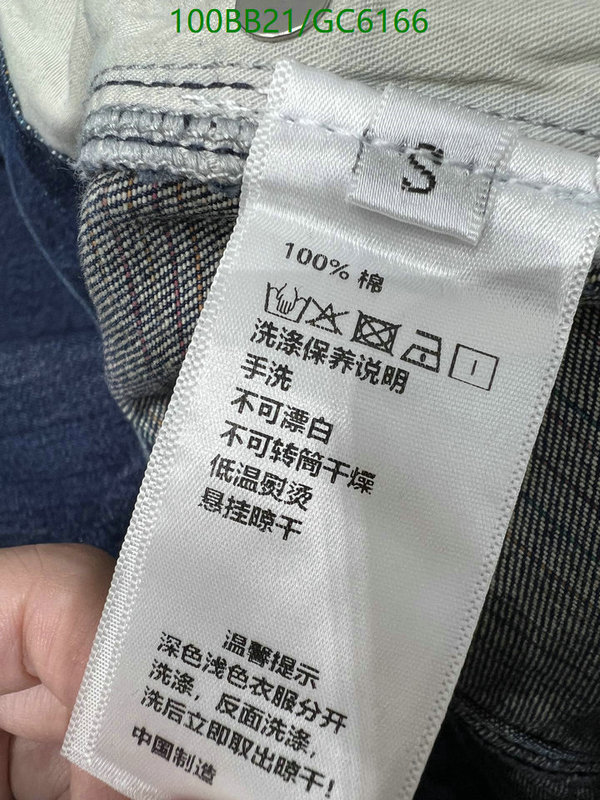 100BB21/GC6166
S
100% 棉
洗涤保养说明
手洗
不可漂白
不可转筒干燥
低温熨烫
悬挂晾干
温馨提示
深色浅色衣服分开
洗涤，反面洗涤，
洗后立即取出晾干！
中国制造